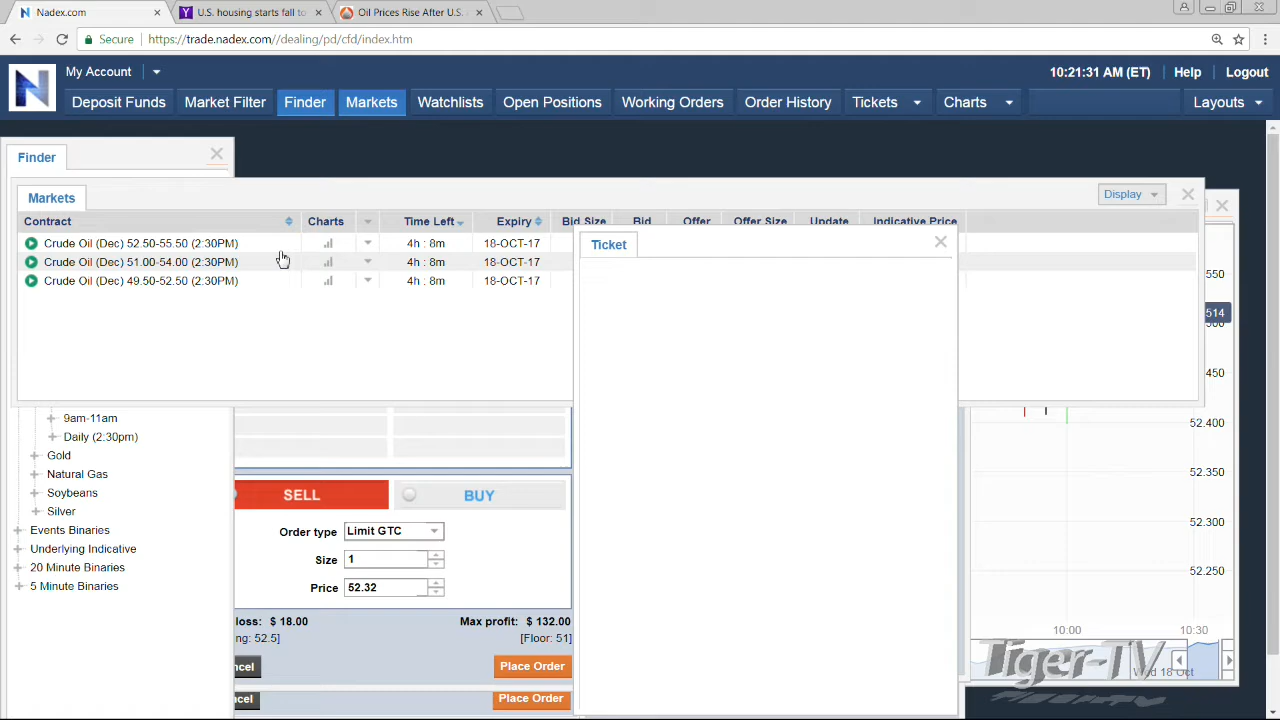 Nadex.com
U.S. housing starts fall to
Oil Prices Rise After U.S.
Secure
https://trade.nadex.com//dealing/pd/cfd/index.htm
N
My Account
10:21:31 AM (ET)
Help
Logout
Deposit Funds
Market Filter
Finder
Markets
Watchlists
Open Positions
Working Orders
Order History
Tickets
Charts
Layouts
Finder
Markets
Display
Contract
Charts
Time Left
Expiry
Bid Size
Bid
Offer
Offer Size
Update
Indicative Price
Crude Oil (Dec) 52.50-55.50 (2:30PM)
4h : 8m
18-OCT-17
Crude Oil (Dec) 51.00-54.00 (2:30PM)
4h : 8m
18-OCT-17
Crude Oil (Dec) 49.50-52.50 (2:30PM)
4h : 8m
18-OCT-17
Ticket
550
514
500
450
52.400
52.350
52.300
52.250
10:00
10:30
Wed 18 Oct
9am-11am
Daily (2:30pm)
Gold
Natural Gas
Soybeans
Silver
Events Binaries
Underlying Indicative
20 Minute Binaries
5 Minute Binaries
SELL
BUY
Order type
Limit GTC
Size
1
Price
52.32
loss: $ 18.00
Max profit: $ 132.00
ng: 52.5]
[Floor: 51]
ncel
Place Order
ncel
Place Order
Tiger-TV